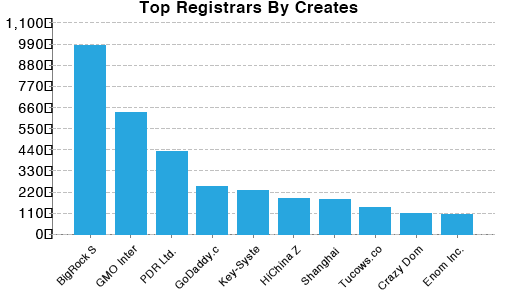 Top Registrars By Creates
1,100
990
880
770
660
550
440
330
220
110
0
BigRock S
GMO Inter
PDR Ltd.
GoDaddy.c
Key-Syste
HiChina Z
Shanghai
Tucows.co
Crazy Dom
Enom Inc.